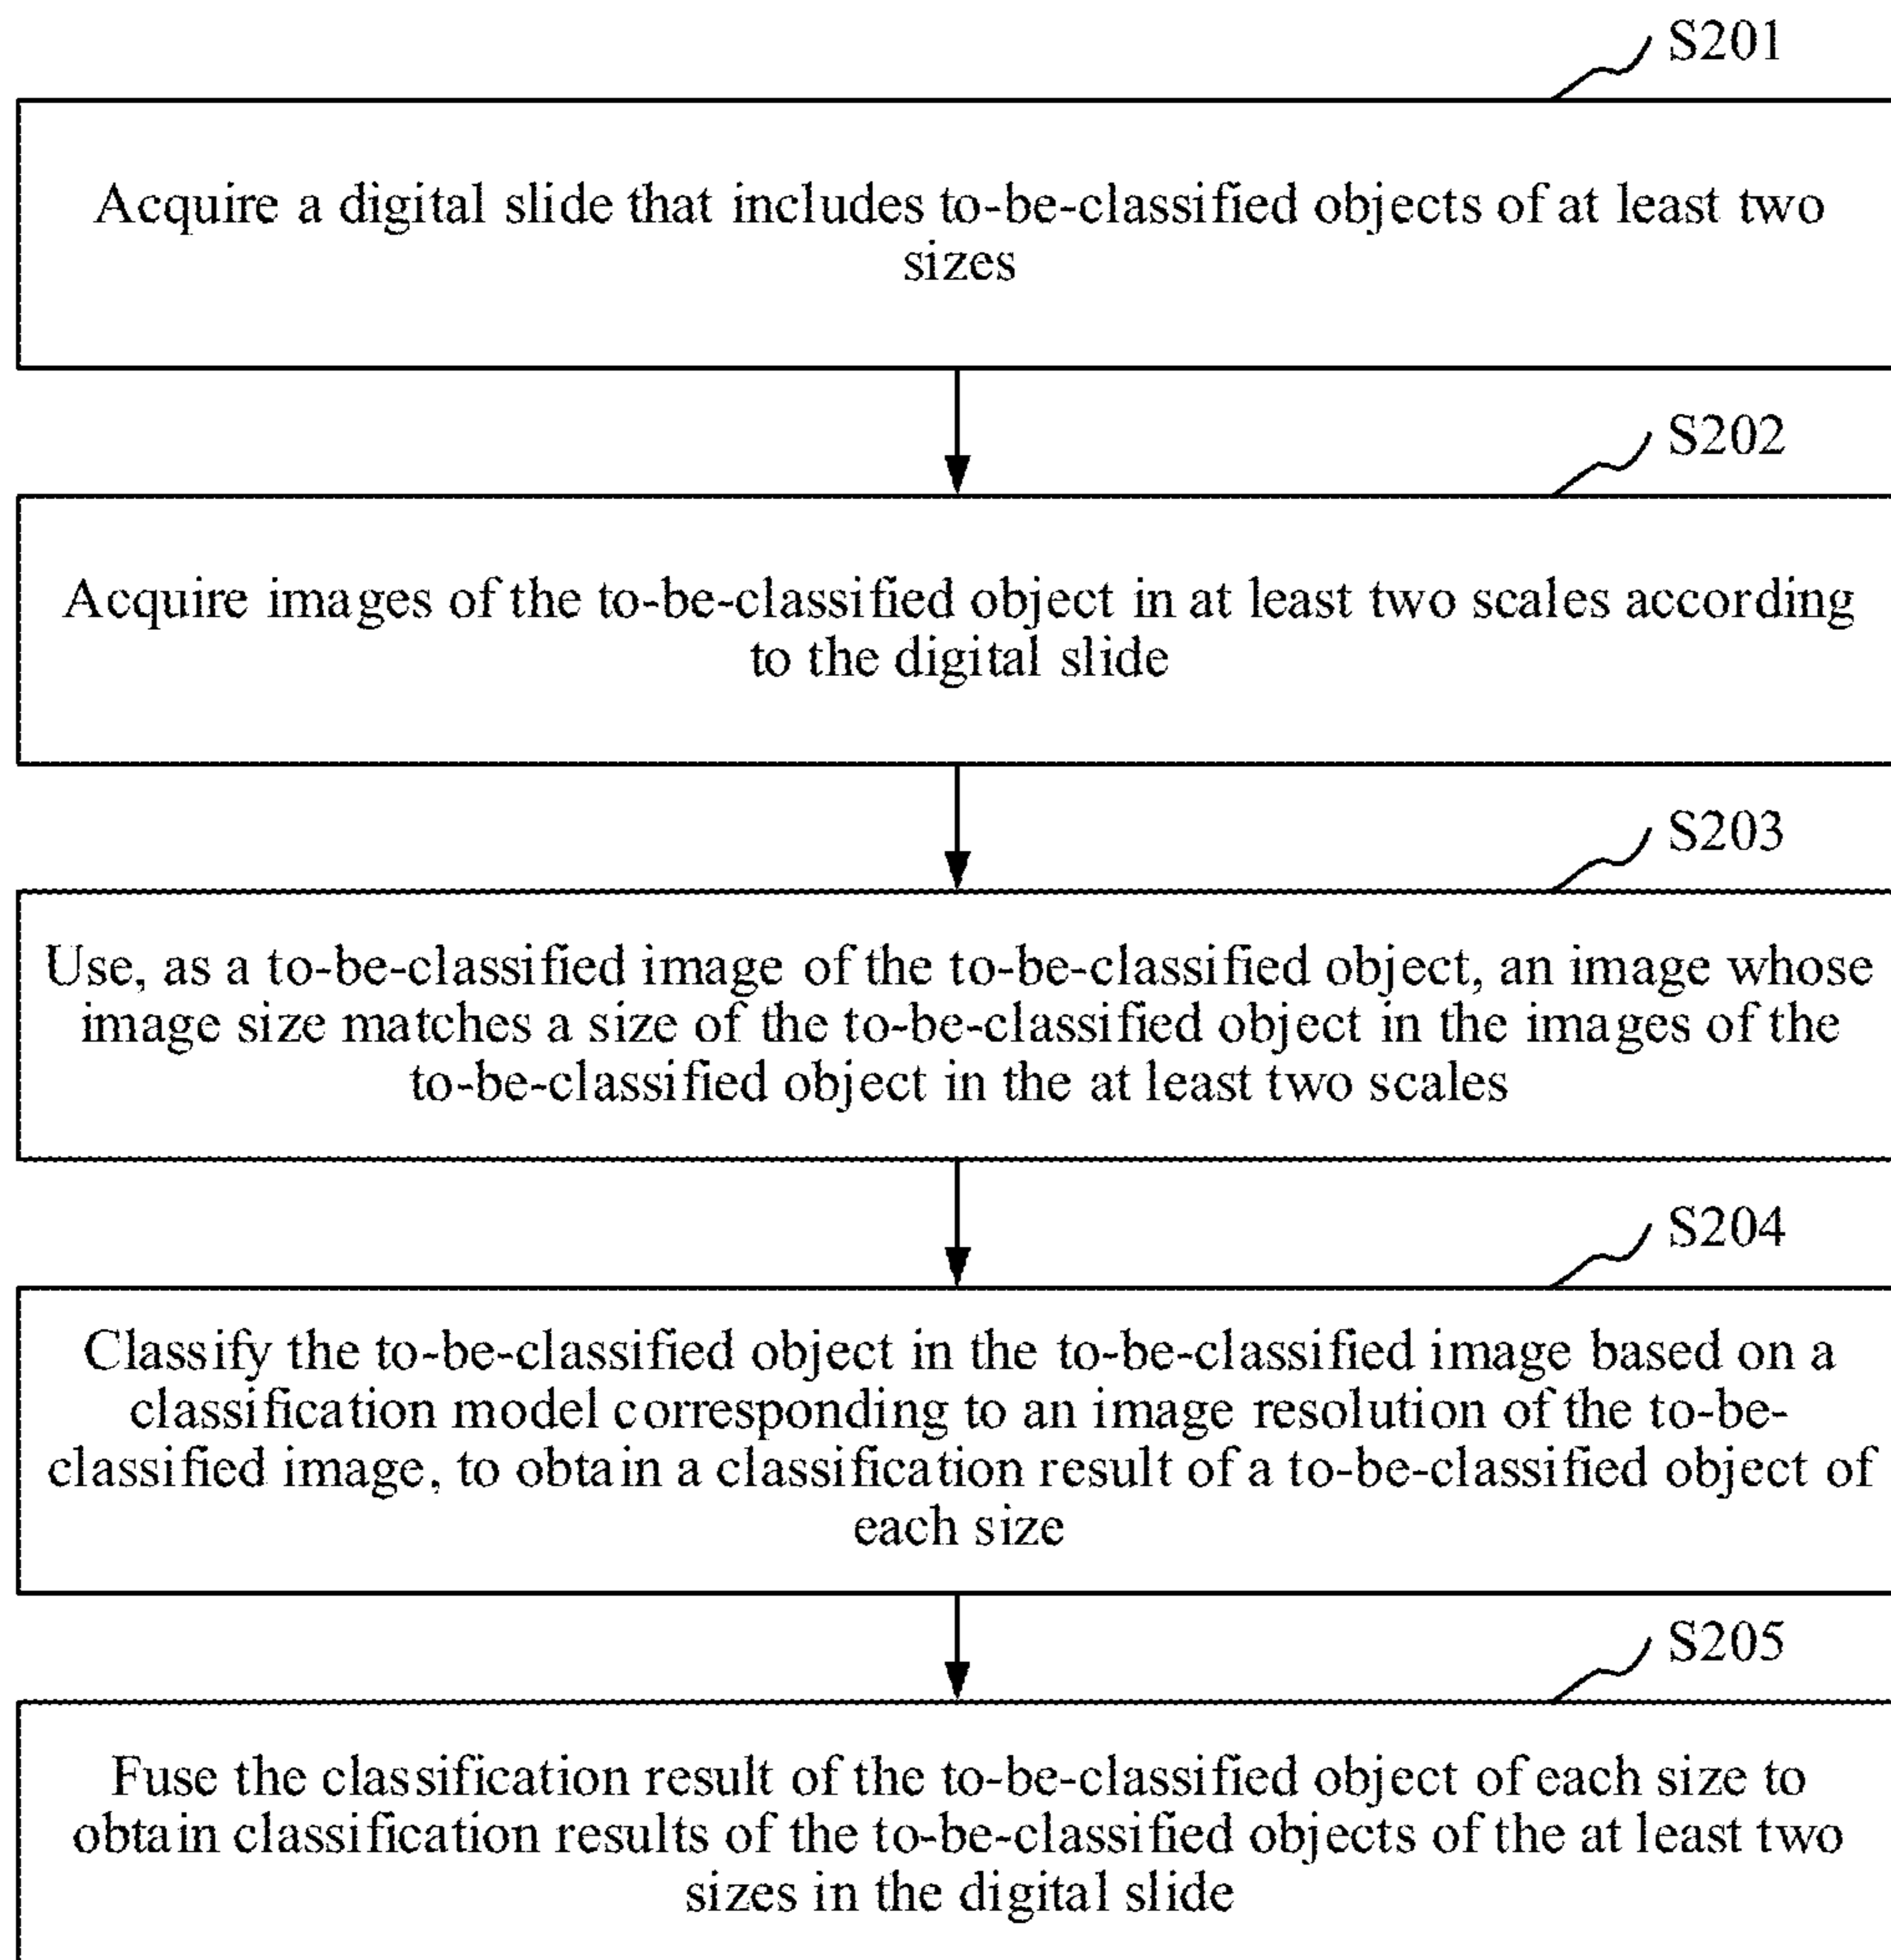 S201
Acquire a digital slide that includes to-be-classified objects of at least two
sizes
S202
Acquire images of the to-be-classified object in at least two scales according
to the digital slide
S203
Use, as a to-be-classified image of the to-be-classified object, an image whose
image size matches a size of the to-be-classified object in the images of the
to-be-classified object in the at least two scales
S204
Classify the to-be-classified object in the to-be-classified image based on a
classification model corresponding to an image resolution of the to-be-
classified image, to obtain a classification result of a to-be-classified object of
each size
S205
Fuse the classification result of the to-be-classified object of each size to
obtain classification results of the to-be-classified objects of the at least two
sizes in the digital slide